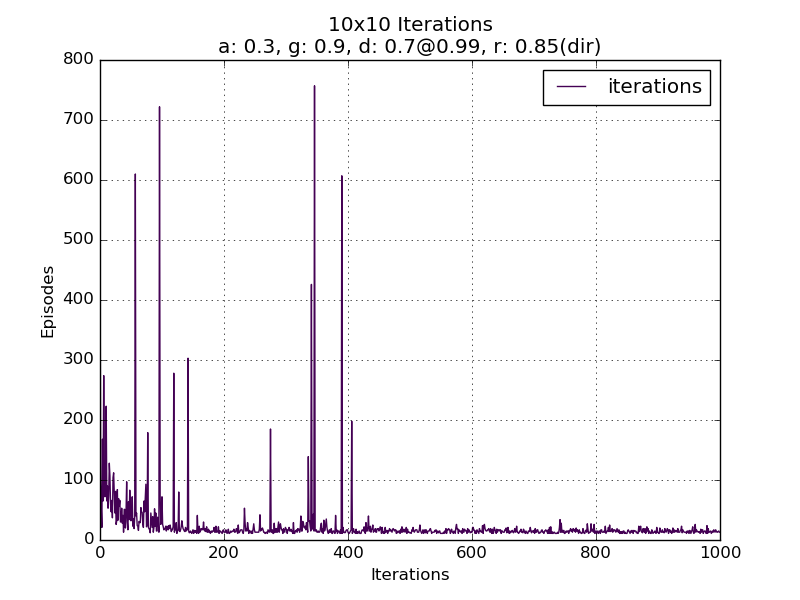 10x10 Iterations
a: 0.3, g: 0.9, d: 0.7@0.99, r: 0.85(dir)
iterations
800
700
600
500
400
300
200
100
0
Episodes
0 200 400 600 800 1000
Iterations